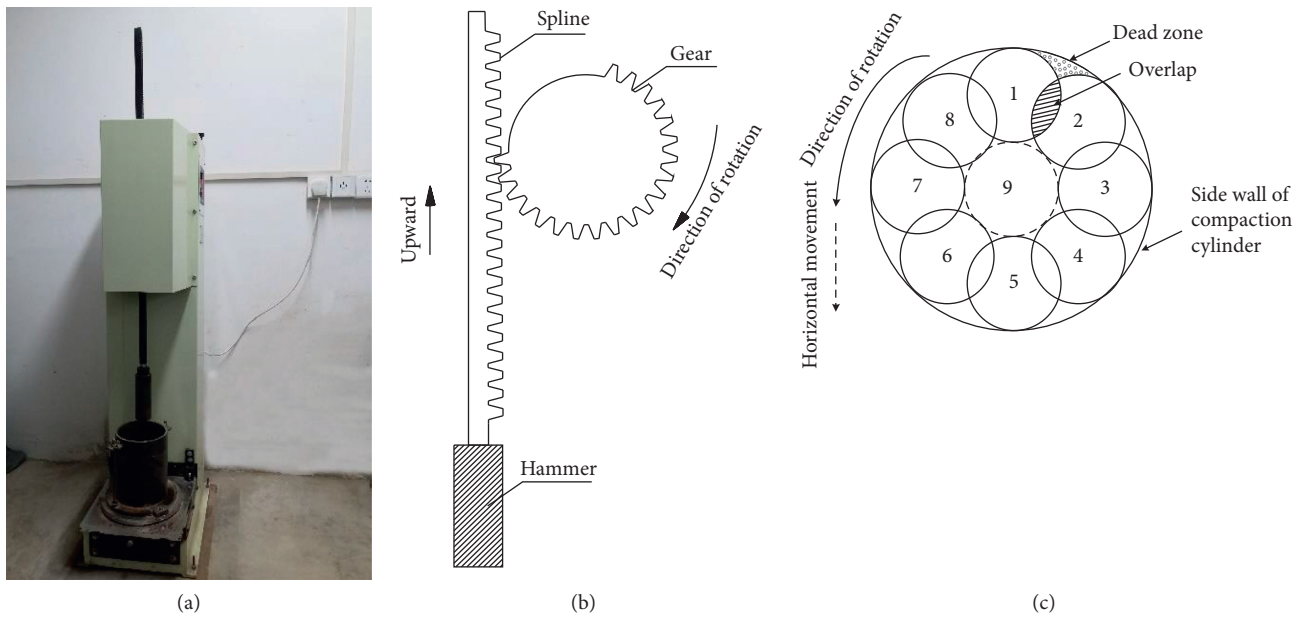 Spline
Gear
Direction of rotation
Upward
Hammer
(a)
(b)
Dead zone
Overlap
Direction of rotation
Horizontal movement
1
2
3
4
5
6
7
8
9
Side wall of
compaction
cylinder
(c)